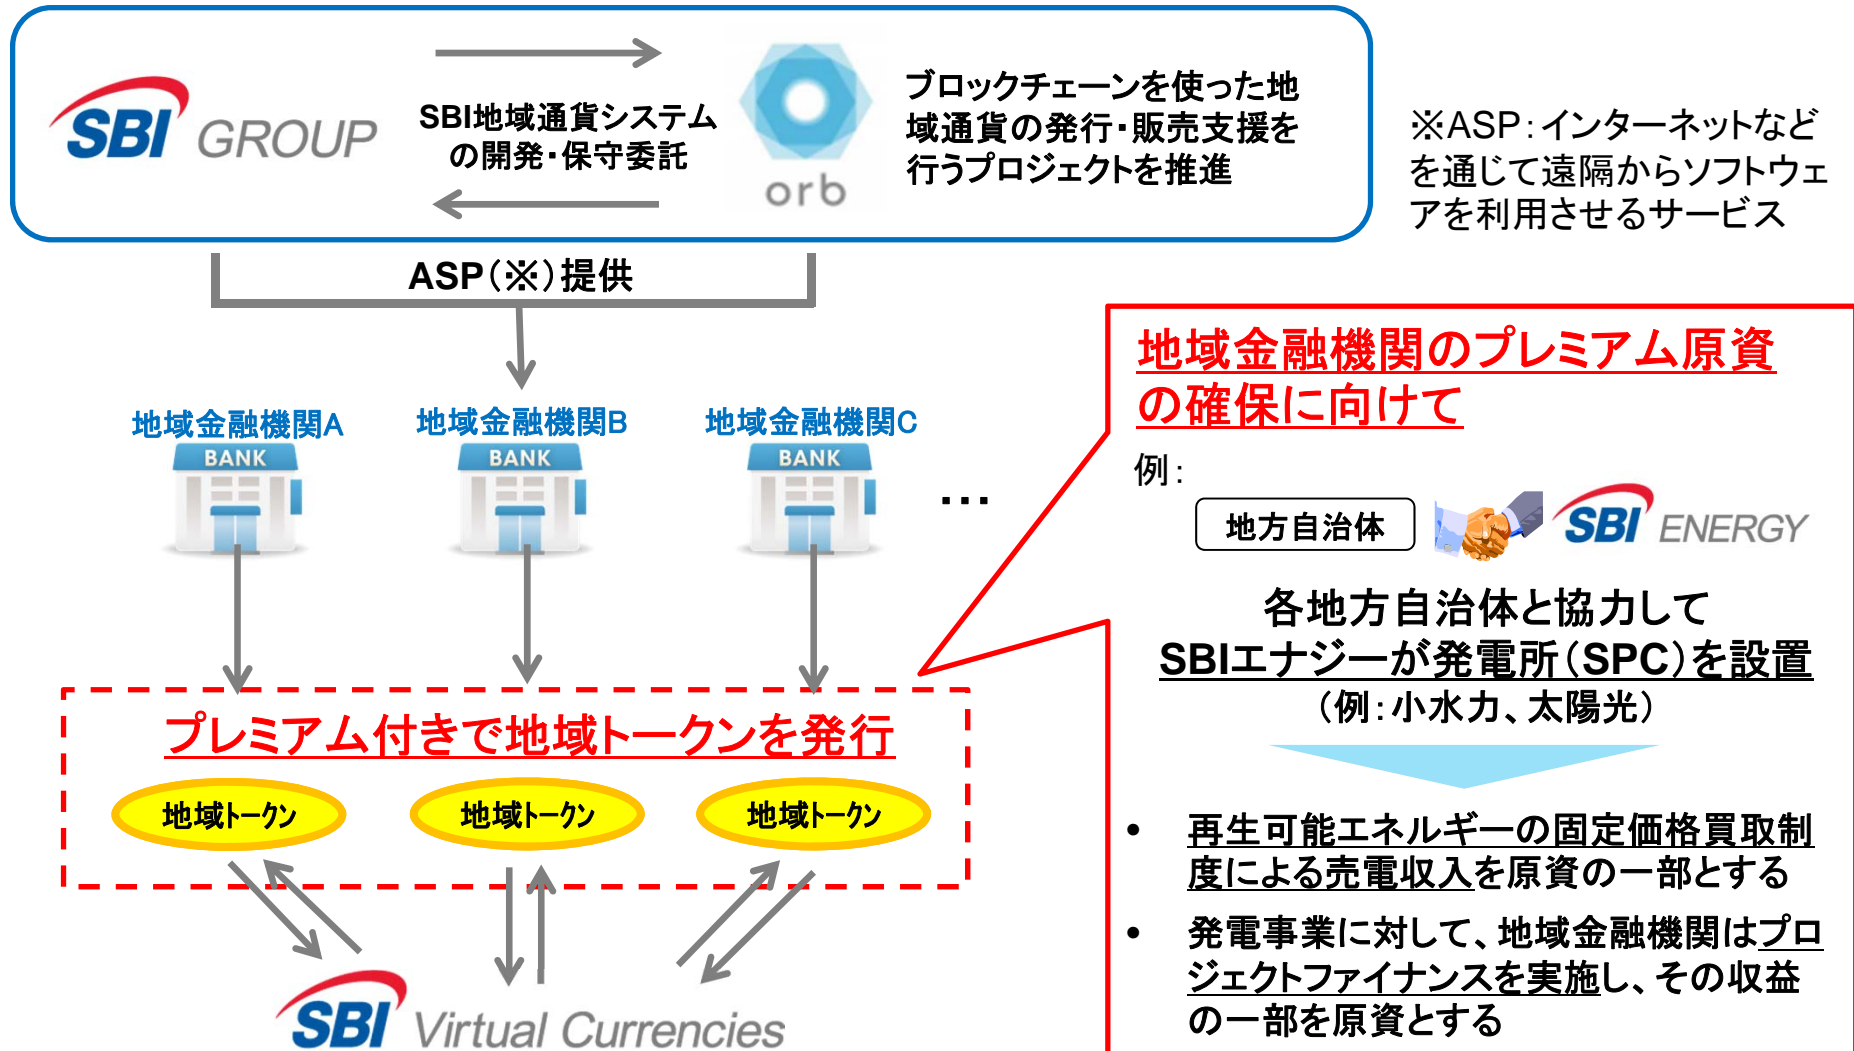 SBI GROUP
SBI地域通貨システム
の開発・保守委託
orb
ブロックチェーンを使った地
域通貨の発行・販売支援を
行うプロジェクトを推進
※ASP：インターネットなど
を通じて遠隔からソフトウェ
アを利用させるサービス
ASP（※）提供
地域金融機関A
地域金融機関B
地域金融機関C
BANK
BANK
BANK
…
プレミアム付きで地域トークンを発行
地域トークン
地域トークン
地域トークン
SBI Virtual Currencies
地域金融機関のプレミアム原資
の確保に向けて
例：
地方自治体
SBI ENERGY
各地方自治体と協力して
SBIエナジーが発電所（SPC）を設置
（例：小水力、太陽光）
• 再生可能エネルギーの固定価格買取制
度による売電収入を原資の一部とする
• 発電事業に対して、地域金融機関はプロ
ジェクトファイナンスを実施し、その収益
の一部を原資とする